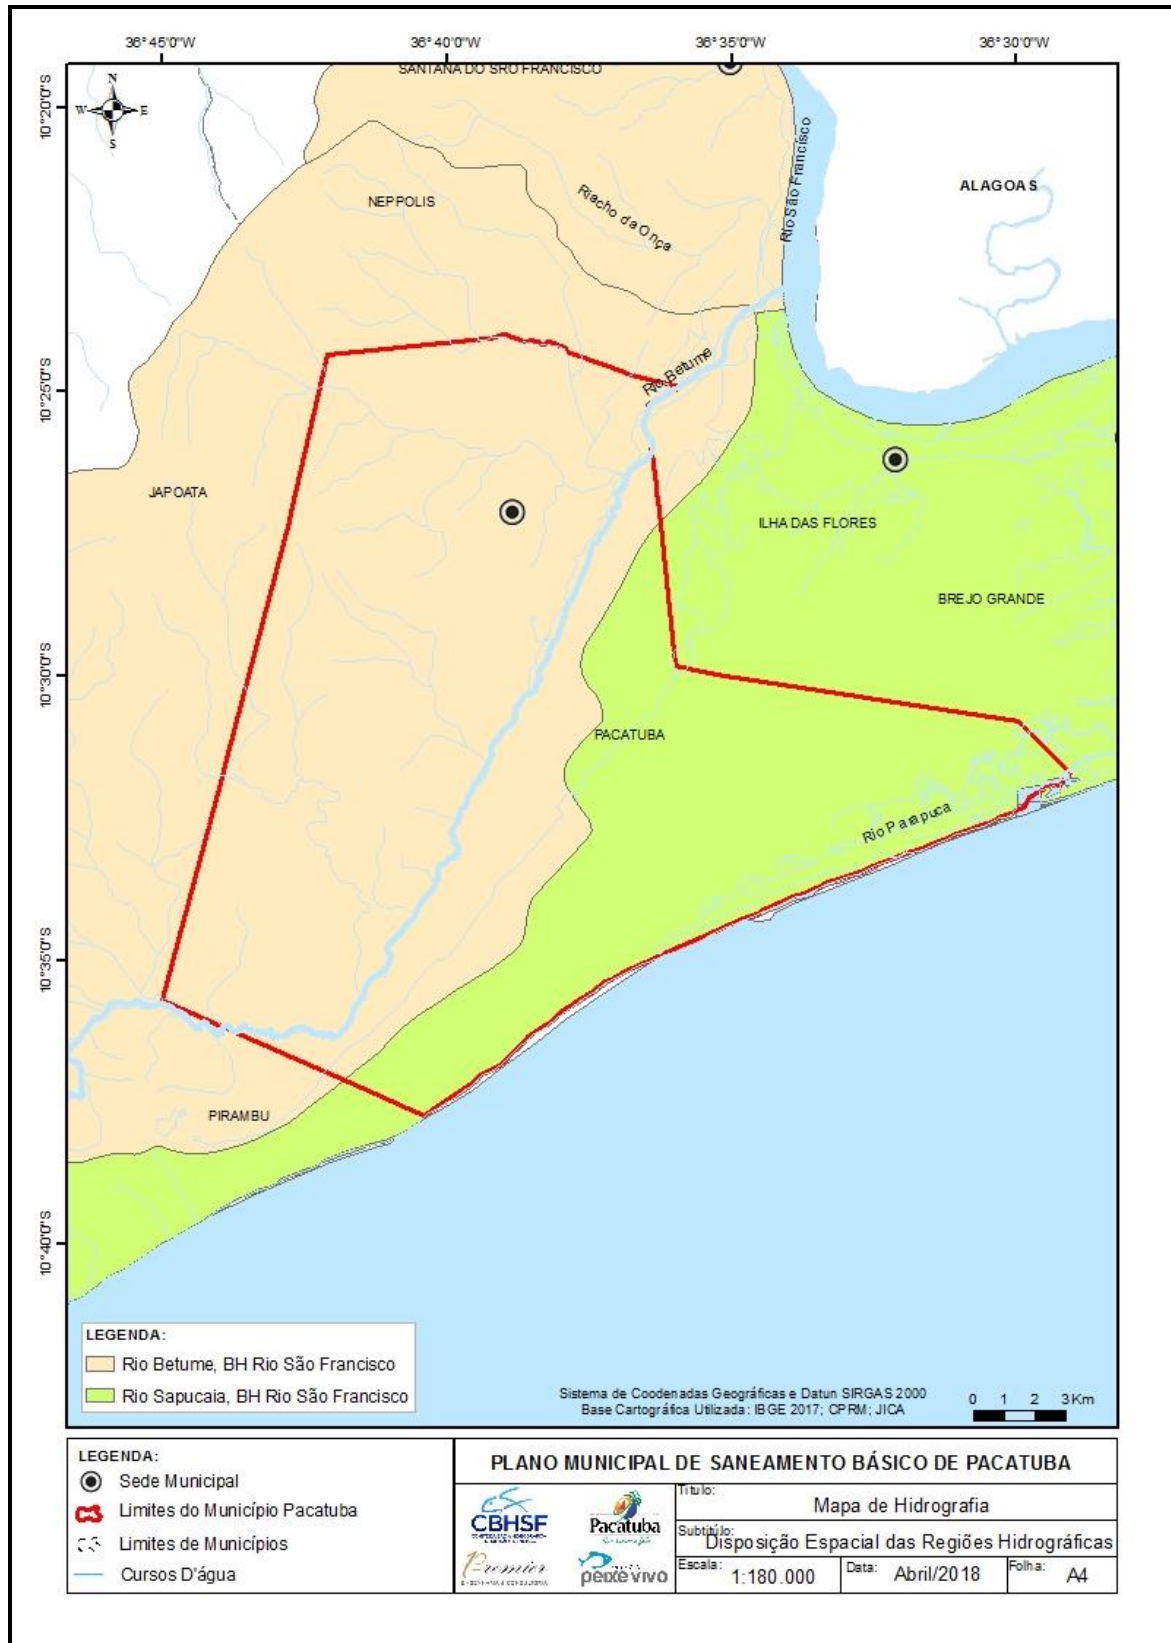 36°45'0"W 36°40'0"W 36°35'0"W 36°30'0"W
10°20'0"S
10°25'0"S
10°30'0"S
10°35'0"S
10°40'0"S
N
W E
S
SANTANA DO SRO FRANCISCO
NEPPOLIS
Riacho da Onça
Rio São Francisco
ALAGOAS
Rio Betume
JAPOATA
ILHA DAS FLORES
BREJO GRANDE
PACATUBA
Rio Parapuca
PIRAMBU
LEGENDA:
Rio Betume, BH Rio São Francisco
Rio Sapucaia, BH Rio São Francisco
Sistema de Coodenadas Geográficas e Datun SIRGAS 2000
Base Cartográfica Utilizada: IBGE 2017; CPRM; JICA
0 1 2 3 Km
LEGENDA:
Sede Municipal
Limites do Município Pacatuba
Limites de Municípios
Cursos D'água
PLANO MUNICIPAL DE SANEAMENTO BÁSICO DE PACATUBA
CBHSF
Pacatuba
Premier
peixe vivo
Título:
Mapa de Hidrografia
Subtítulo:
Disposição Espacial das Regiões Hidrográficas
Escala: 1:180.000
Data: Abril/2018
Folha: A4